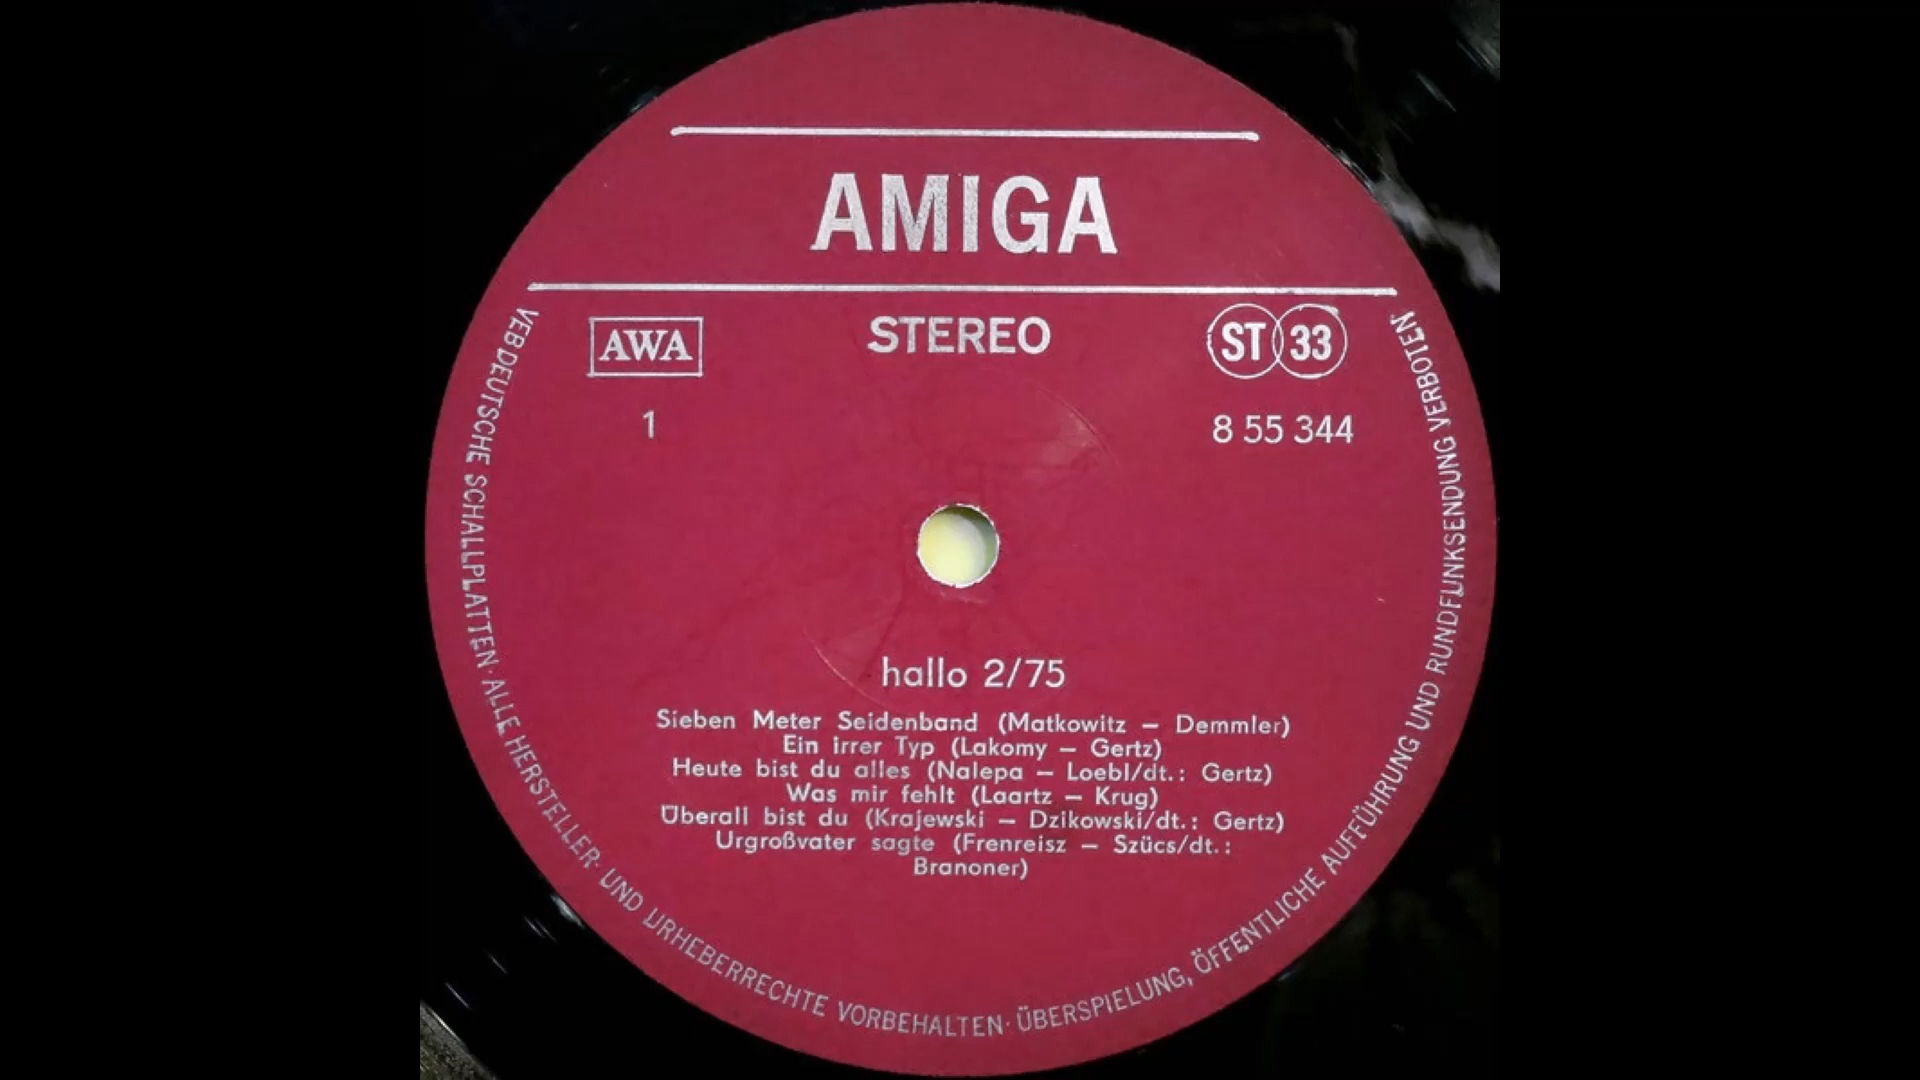 AMIGA
AWA
STEREO
ST 33
1
8 55 344
hallo 2/75
Sieben Meter Seidenband (Matkowitz – Demmler)
Ein irrer Typ (Lakomy – Gertz)
Heute bist du alles (Nalepa – Loebl/dt.: Gertz)
Was mir fehlt (Laartz – Krug)
Überall bist du (Krajewski – Dzikowski/dt.: Gertz)
Urgroßvater sagte (Frenreisz – Szücs/dt.:
Branoner)
VEB DEUTSCHE SCHALLPLATTEN · ALLE HERSTELLER- UND URHEBERRECHTE VORBEHALTEN · ÜBERSPIELUNG, ÖFFENTLICHE AUFFÜHRUNG UND RUNDFUNKSENDUNG VERBOTEN